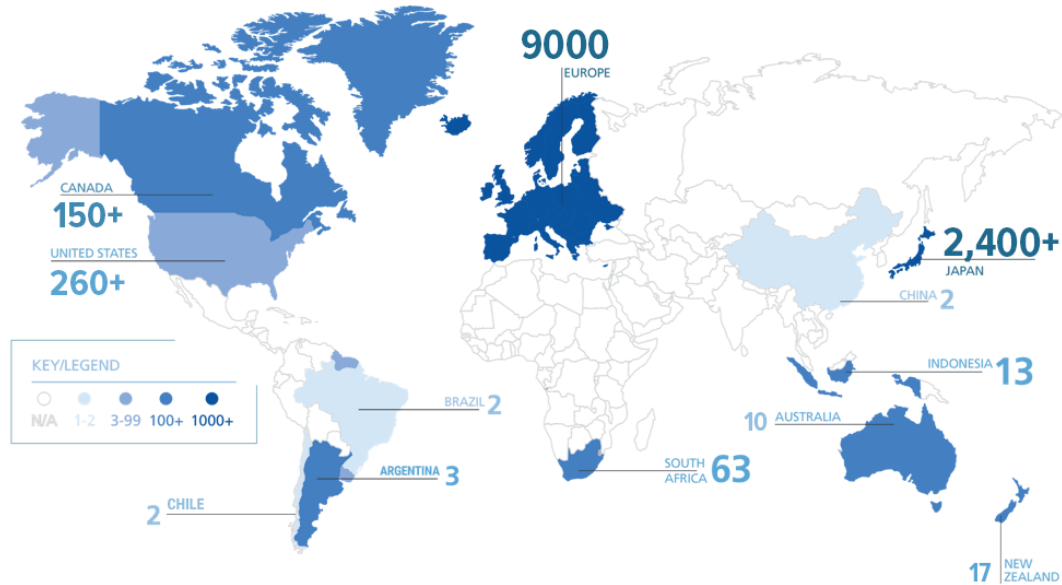 9000
EUROPE
CANADA
150+
UNITED STATES
260+
2,400+
JAPAN
CHINA 2
KEY/LEGEND
N/A 1-2 3-99 100+ 1000+
INDONESIA 13
BRAZIL 2
10 AUSTRALIA
ARGENTINA 3
SOUTH
AFRICA 63
2 CHILE
17 NEW
ZEALAND